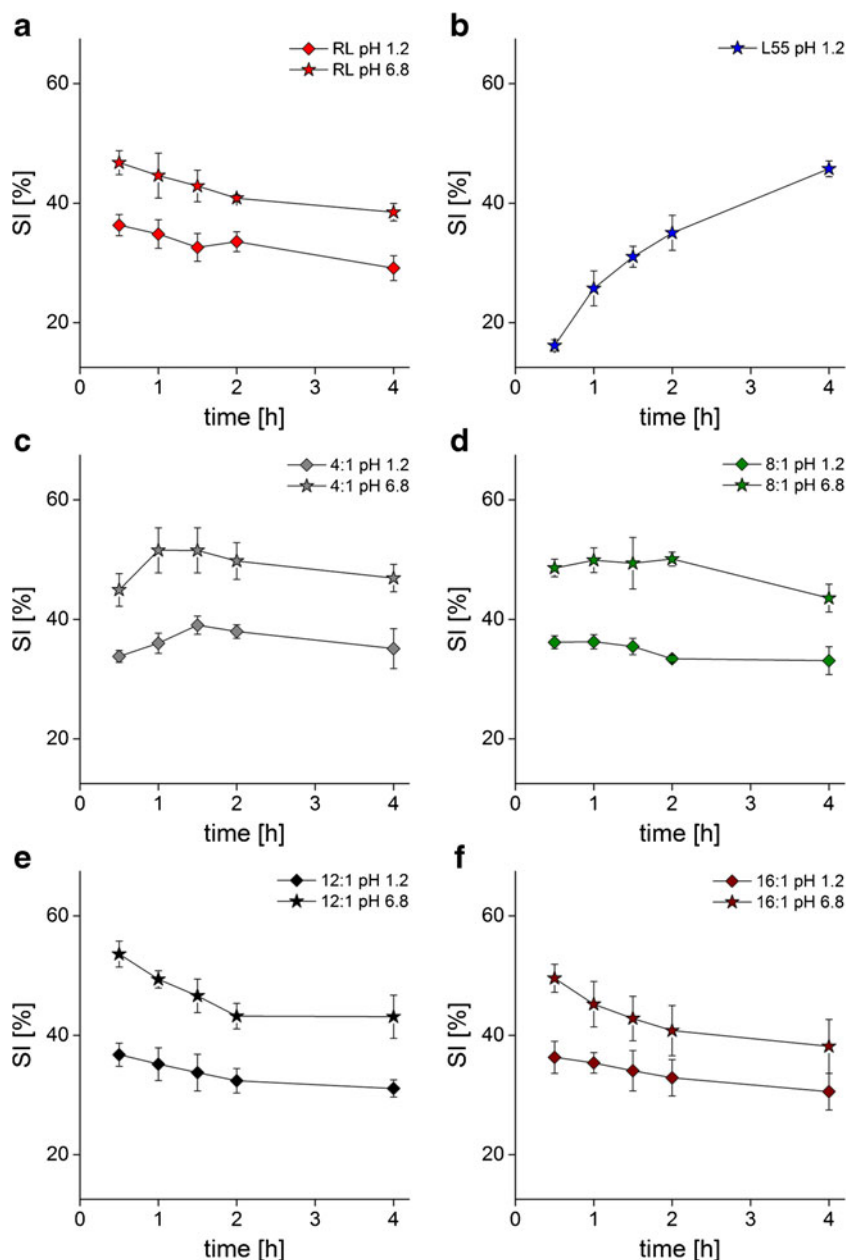 a
RL pH 1.2
RL pH 6.8
60
40
20
SI [%]
0 1 2 3 4
time [h]
b
L55 pH 1.2
60
40
20
SI [%]
0 1 2 3 4
time [h]
c
4:1 pH 1.2
4:1 pH 6.8
60
40
20
SI [%]
0 1 2 3 4
time [h]
d
8:1 pH 1.2
8:1 pH 6.8
60
40
20
SI [%]
0 1 2 3 4
time [h]
e
12:1 pH 1.2
12:1 pH 6.8
60
40
20
SI [%]
0 1 2 3 4
time [h]
f
16:1 pH 1.2
16:1 pH 6.8
60
40
20
SI [%]
0 1 2 3 4
time [h]